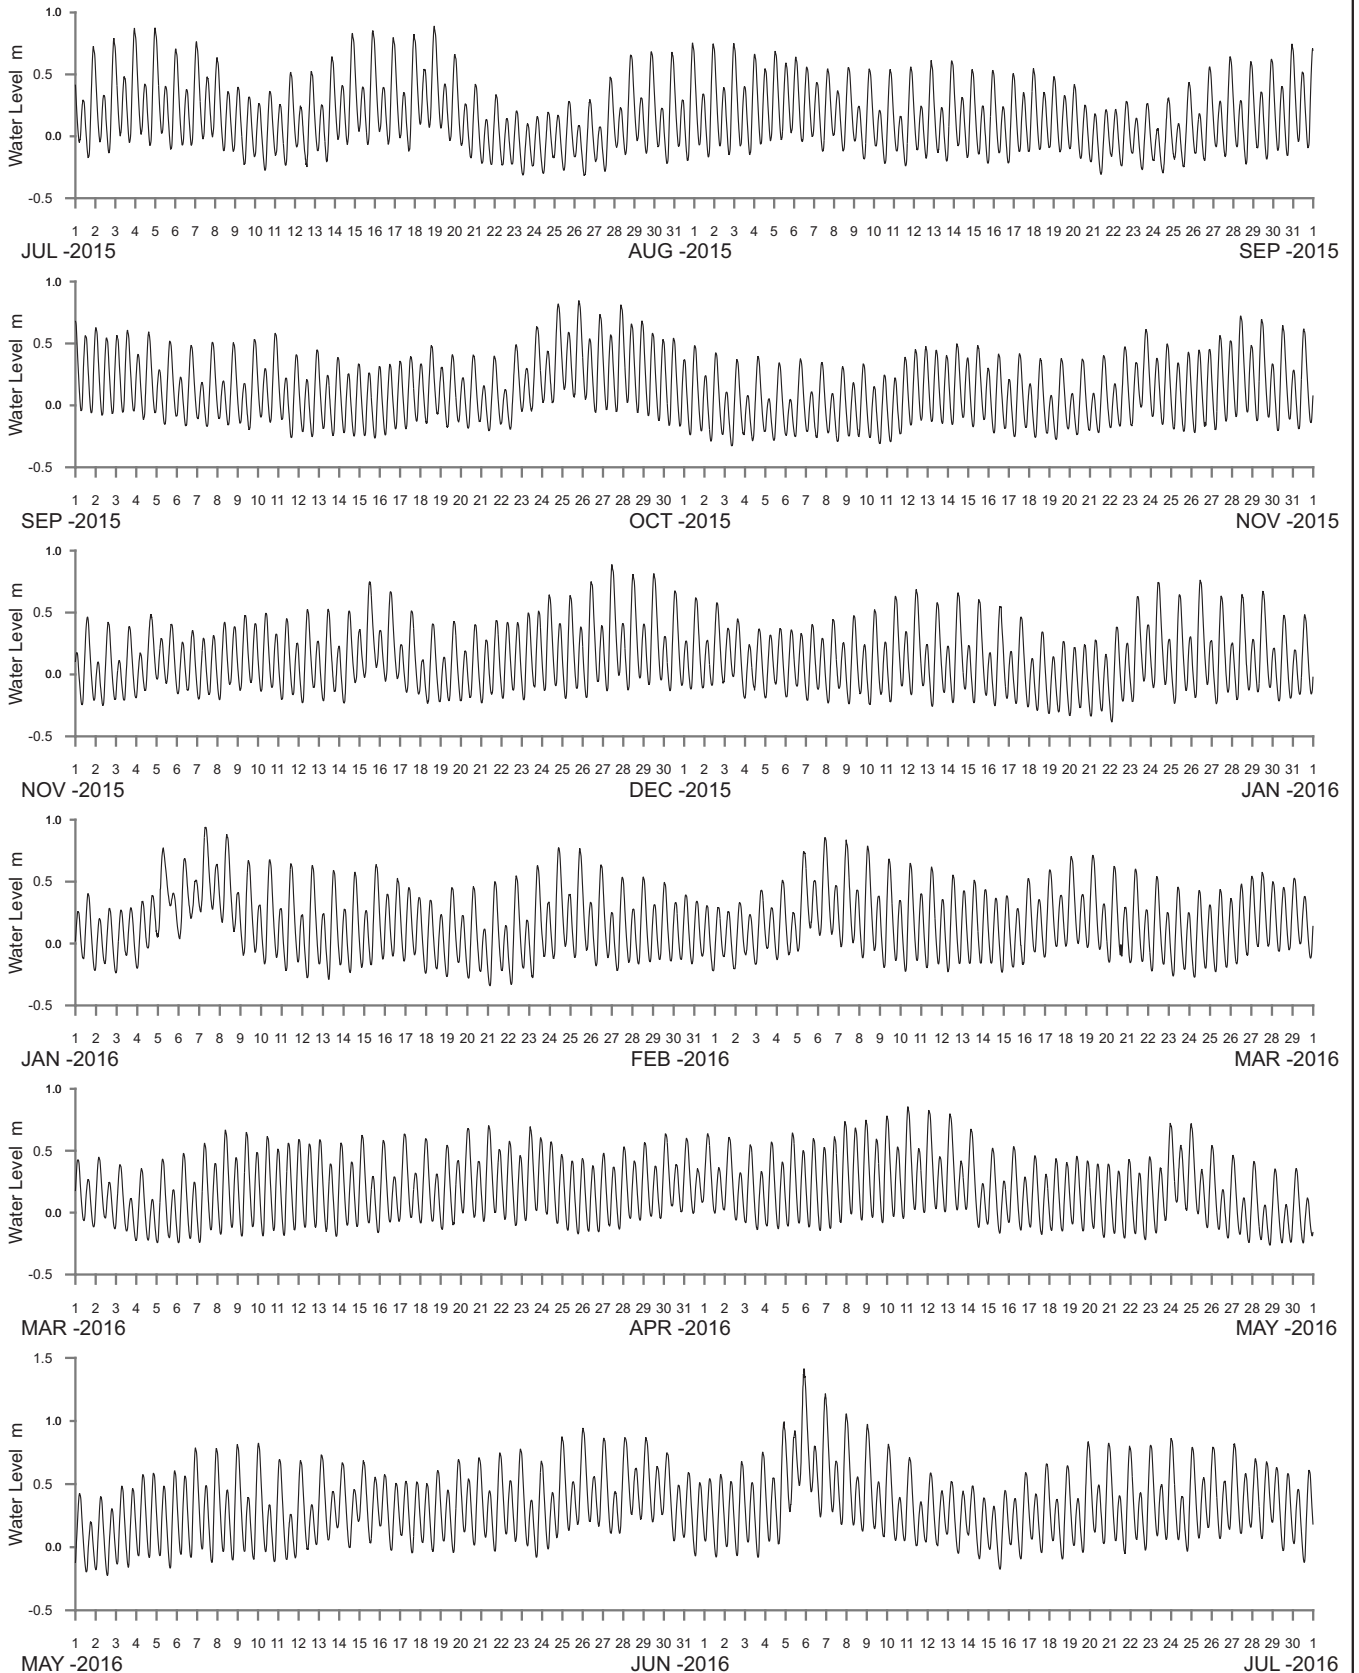 1.0
0.5
0.0
-0.5
Water Level m
1 2 3 4 5 6 7 8 9 10 11 12 13 14 15 16 17 18 19 20 21 22 23 24 25 26 27 28 29 30 31 1 2 3 4 5 6 7 8 9 10 11 12 13 14 15 16 17 18 19 20 21 22 23 24 25 26 27 28 29 30 31 1
JUL -2015 AUG -2015 SEP -2015
1.0
0.5
0.0
-0.5
Water Level m
1 2 3 4 5 6 7 8 9 10 11 12 13 14 15 16 17 18 19 20 21 22 23 24 25 26 27 28 29 30 1 2 3 4 5 6 7 8 9 10 11 12 13 14 15 16 17 18 19 20 21 22 23 24 25 26 27 28 29 30 31 1
SEP -2015 OCT -2015 NOV -2015
1.0
0.5
0.0
-0.5
Water Level m
1 2 3 4 5 6 7 8 9 10 11 12 13 14 15 16 17 18 19 20 21 22 23 24 25 26 27 28 29 30 1 2 3 4 5 6 7 8 9 10 11 12 13 14 15 16 17 18 19 20 21 22 23 24 25 26 27 28 29 30 31 1
NOV -2015 DEC -2015 JAN -2016
1.0
0.5
0.0
-0.5
Water Level m
1 2 3 4 5 6 7 8 9 10 11 12 13 14 15 16 17 18 19 20 21 22 23 24 25 26 27 28 29 30 31 1 2 3 4 5 6 7 8 9 10 11 12 13 14 15 16 17 18 19 20 21 22 23 24 25 26 27 28 29 1
JAN -2016 FEB -2016 MAR -2016
1.0
0.5
0.0
-0.5
Water Level m
1 2 3 4 5 6 7 8 9 10 11 12 13 14 15 16 17 18 19 20 21 22 23 24 25 26 27 28 29 30 31 1 2 3 4 5 6 7 8 9 10 11 12 13 14 15 16 17 18 19 20 21 22 23 24 25 26 27 28 29 30 1
MAR -2016 APR -2016 MAY -2016
1.5
1.0
0.5
0.0
-0.5
Water Level m
1 2 3 4 5 6 7 8 9 10 11 12 13 14 15 16 17 18 19 20 21 22 23 24 25 26 27 28 29 30 31 1 2 3 4 5 6 7 8 9 10 11 12 13 14 15 16 17 18 19 20 21 22 23 24 25 26 27 28 29 30 1
MAY -2016 JUN -2016 JUL -2016